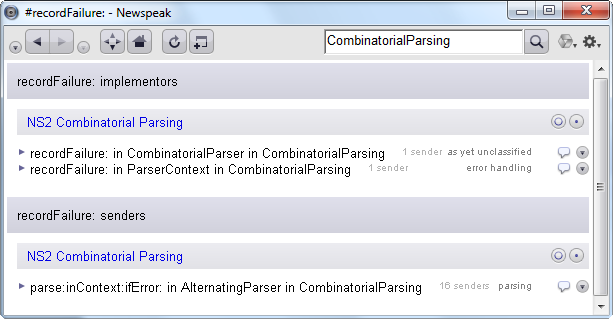 #recordFailure: - Newspeak
CombinatorialParsing
recordFailure: implementors
NS2 Combinatorial Parsing
recordFailure: in CombinatorialParser in CombinatorialParsing 1 sender as yet unclassified
recordFailure: in ParserContext in CombinatorialParsing 1 sender error handling
recordFailure: senders
NS2 Combinatorial Parsing
parse:inContext:ifError: in AlternatingParser in CombinatorialParsing 16 senders parsing